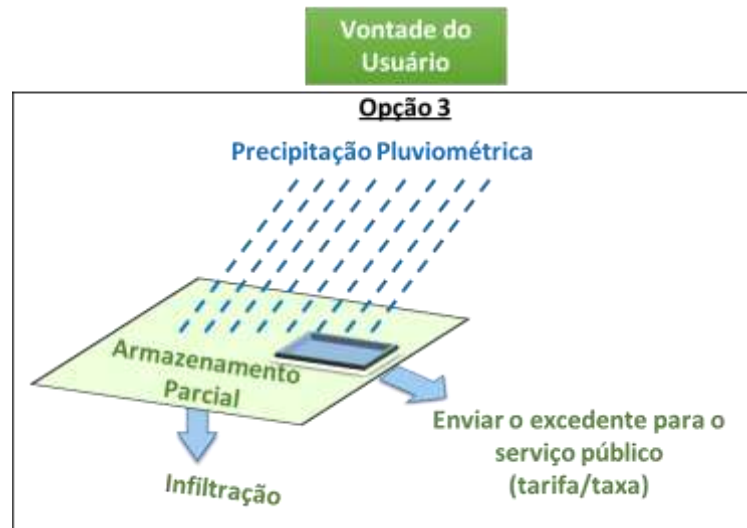 Vontade do
Usuário
Opção 3
Precipitação Pluviométrica
Armazenamento
Parcial
Enviar o excedente para o
serviço público
(tarifa/taxa)
Infiltração